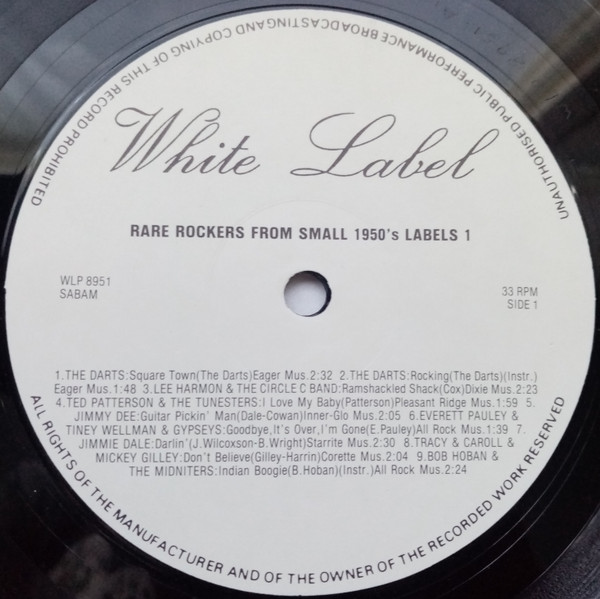 UNAUTHORISED PUBLIC PERFORMANCE BROADCASTING AND COPYING OF THIS RECORD PROHIBITED
White Label
RARE ROCKERS FROM SMALL 1950's LABELS 1
WLP 8951
SABAM
33 RPM
SIDE 1
1.THE DARTS:Square Town(The Darts)Eager Mus.2:32 2.THE DARTS:Rocking(The Darts)(Instr.)
Eager Mus.1:48 3.LEE HARMON & THE CIRCLE C BAND:Ramshackled Shack(Cox)Dixie Mus.2:23
4.TED PATTERSON & THE TUNESTERS:I Love My Baby(Patterson)Pleasant Ridge Mus.1:59 5.
JIMMY DEE:Guitar Pickin' Man(Dale-Cowan)Inner-Glo Mus.2:05 6.EVERETT PAULEY &
TINEY WELLMAN & GYPSEYS:Goodbye,It's Over,I'm Gone(E.Pauley)All Rock Mus.1:39 7.
JIMMIE DALE:Darlin'(J.Wilcoxson-B.Wright)Starrite Mus.2:30 8.TRACY & CAROLL &
MICKEY GILLEY:Don't Believe(Gilley-Harrin)Corette Mus.2:04 9.BOB HOBAN &
THE MIDNITERS:Indian Boogie(B.Hoban)(Instr.)All Rock Mus.2:24
ALL RIGHTS OF THE MANUFACTURER AND OF THE OWNER OF THE RECORDED WORK RESERVED